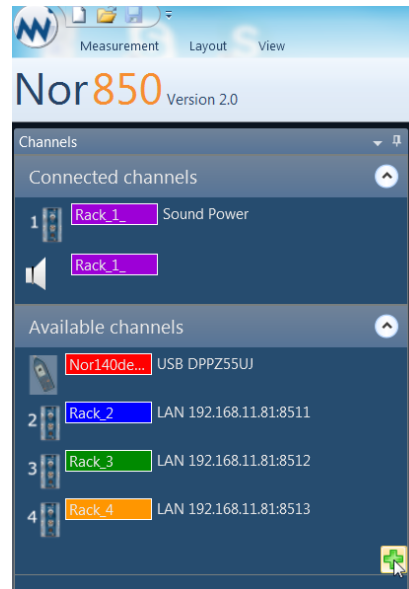 Measurement Layout View
Nor850 Version 2.0
Channels
Connected channels
1 Rack_1_ Sound Power
Rack_1_
Available channels
Nor140de... USB DPPZ55UJ
2 Rack_2 LAN 192.168.11.81:8511
3 Rack_3 LAN 192.168.11.81:8512
4 Rack_4 LAN 192.168.11.81:8513